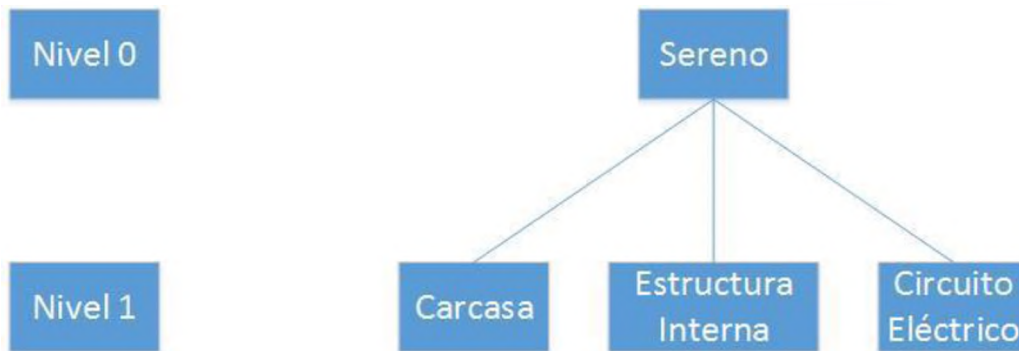 Nivel 0
Sereno
Nivel 1
Carcasa
Estructura
Interna
Circuito
Eléctrico